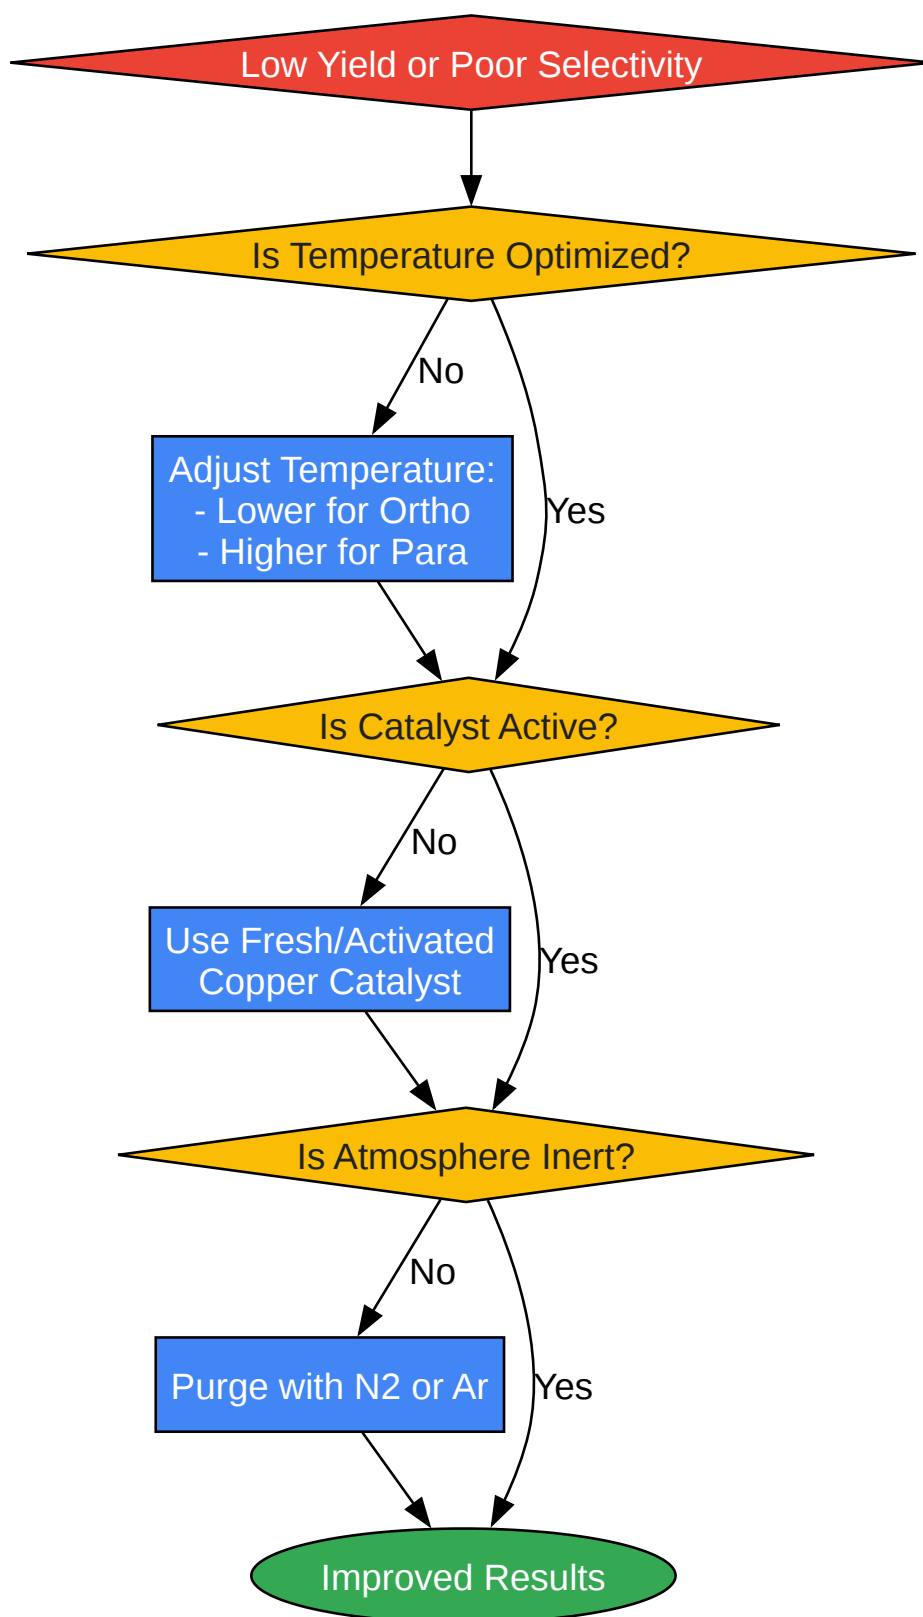 Low Yield or Poor Selectivity
Is Temperature Optimized?
No
Adjust Temperature:
- Lower for Ortho
- Higher for Para
Yes
Is Catalyst Active?
No
Use Fresh/Activated
Copper Catalyst
Yes
Is Atmosphere Inert?
No
Purge with N2 or Ar
Yes
Improved Results